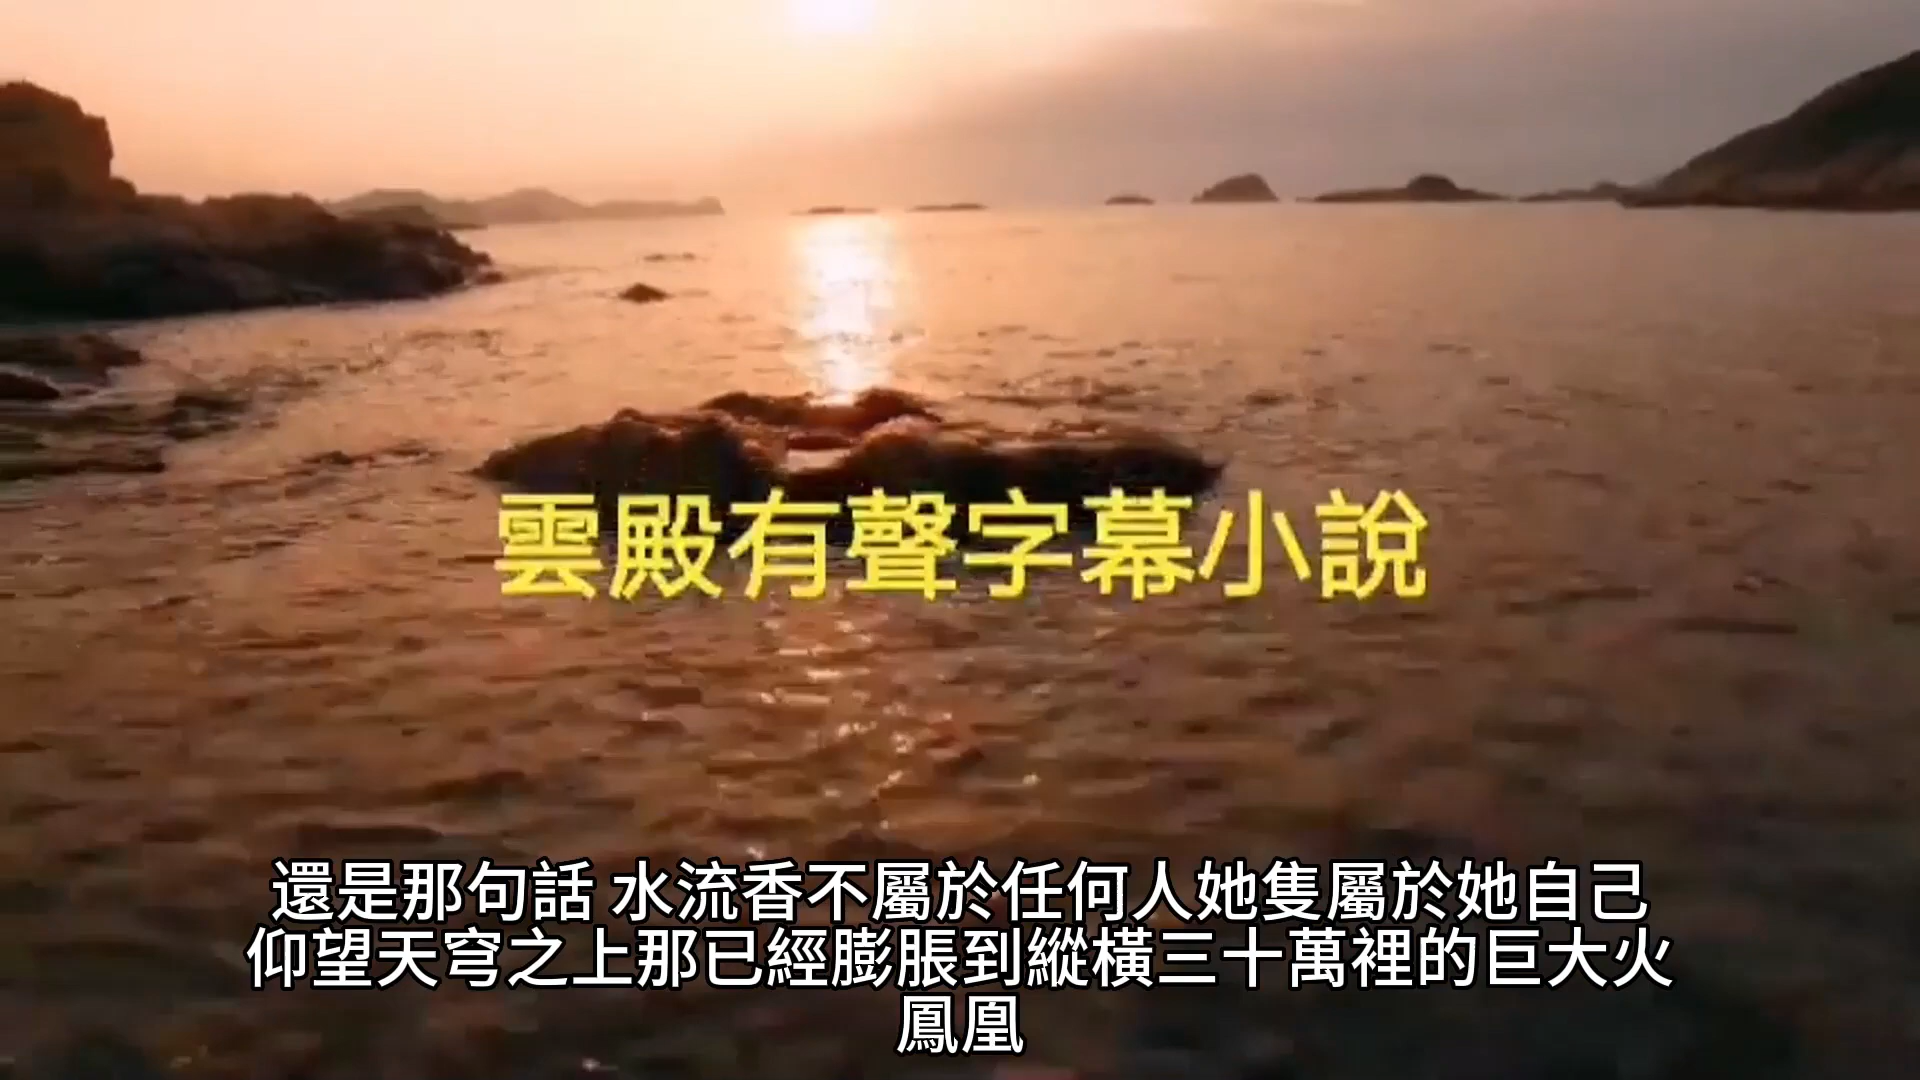 雲殿有聲字幕小說
還是那句話 水流香不屬於任何人她隻屬於她自己
仰望天穹之上那已經膨脹到縱橫三十萬裡的巨大火
鳳凰